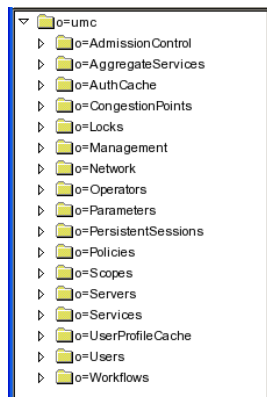 o=umc
o=AdmissionControl
o=AggregateServices
o=AuthCache
o=CongestionPoints
o=Locks
o=Management
o=Network
o=Operators
o=Parameters
o=PersistentSessions
o=Policies
o=Scopes
o=Servers
o=Services
o=UserProfileCache
o=Users
o=Workflows